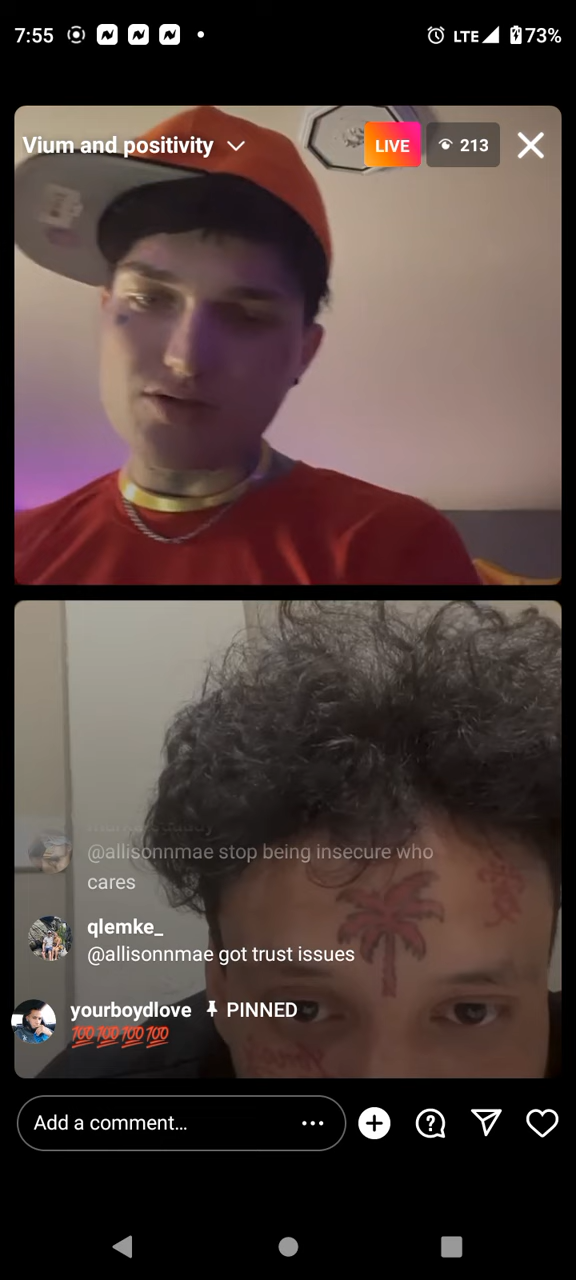 7:55
LTE
73%
Vium and positivity
LIVE
213
@allisonnmae stop being insecure who
cares
qlemke_
@allisonnmae got trust issues
yourboydlove PINNED
💯💯💯💯
Add a comment...